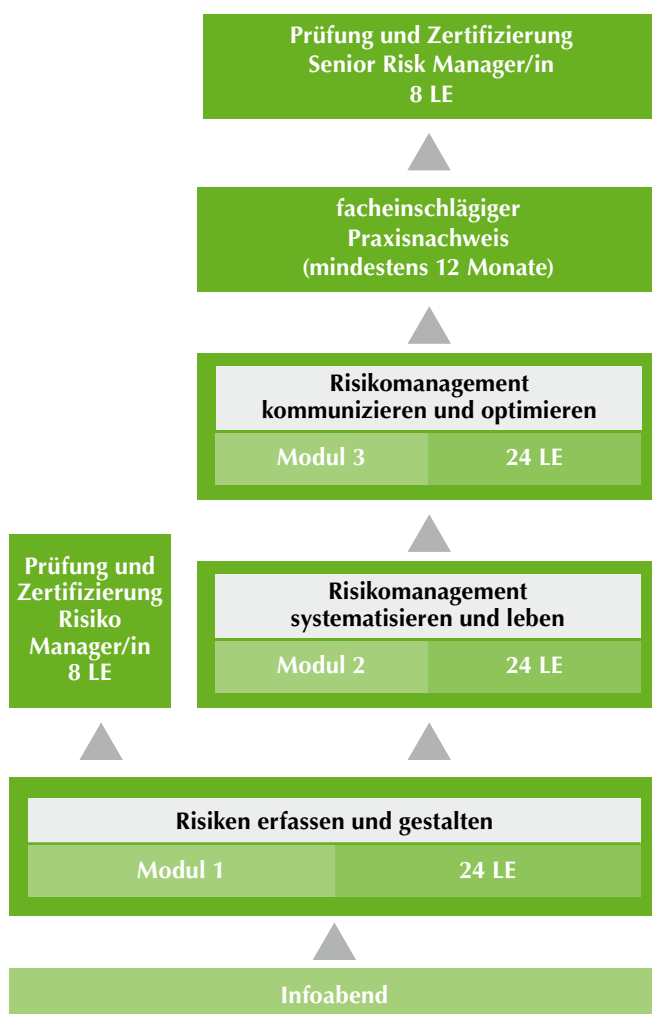 Prüfung und Zertifizierung
Senior Risk Manager/in
8 LE
facheinschlägiger
Praxisnachweis
(mindestens 12 Monate)
Risikomanagement
kommunizieren und optimieren
Modul 3
24 LE
Prüfung und
Zertifizierung
Risiko
Manager/in
8 LE
Risikomanagement
systematisieren und leben
Modul 2
24 LE
Risiken erfassen und gestalten
Modul 1
24 LE
Infoabend